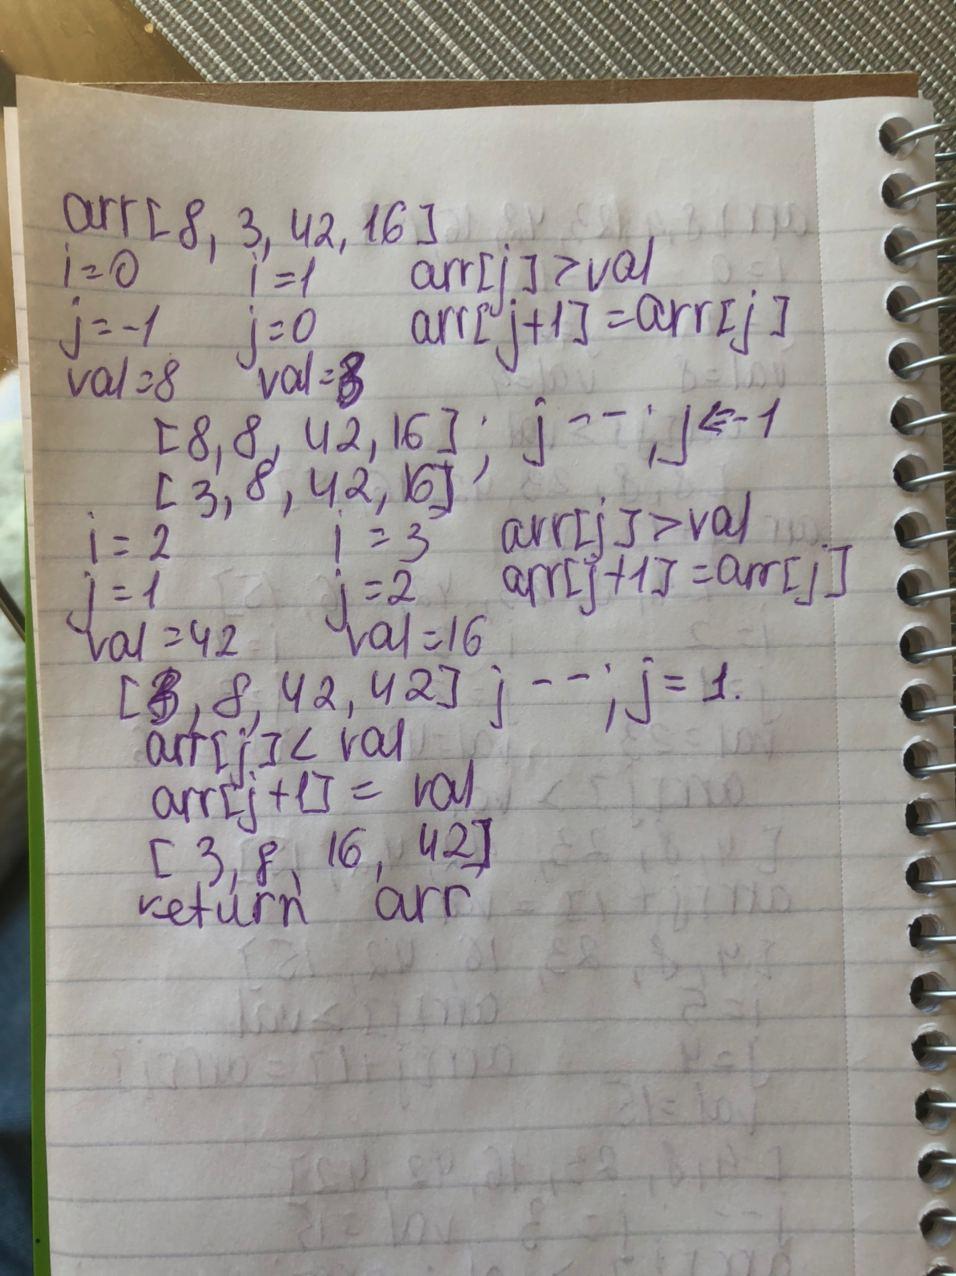 arr[8, 3, 42, 16]
i=0 i=1 arr[j]>val
j=-1 j=0 arr[j+1]=arr[j]
val=8 val=3
[8, 8, 42, 16]; j--; j=-1
[3, 8, 42, 16]
i=2 i=3 arr[j]>val
j=1 j=2 arr[j+1]=arr[j]
val=42 val=16
[3, 8, 42, 42] j--; j=1.
arr[j]< val
arr[j+1]= val
[3, 8, 16, 42]
return arr